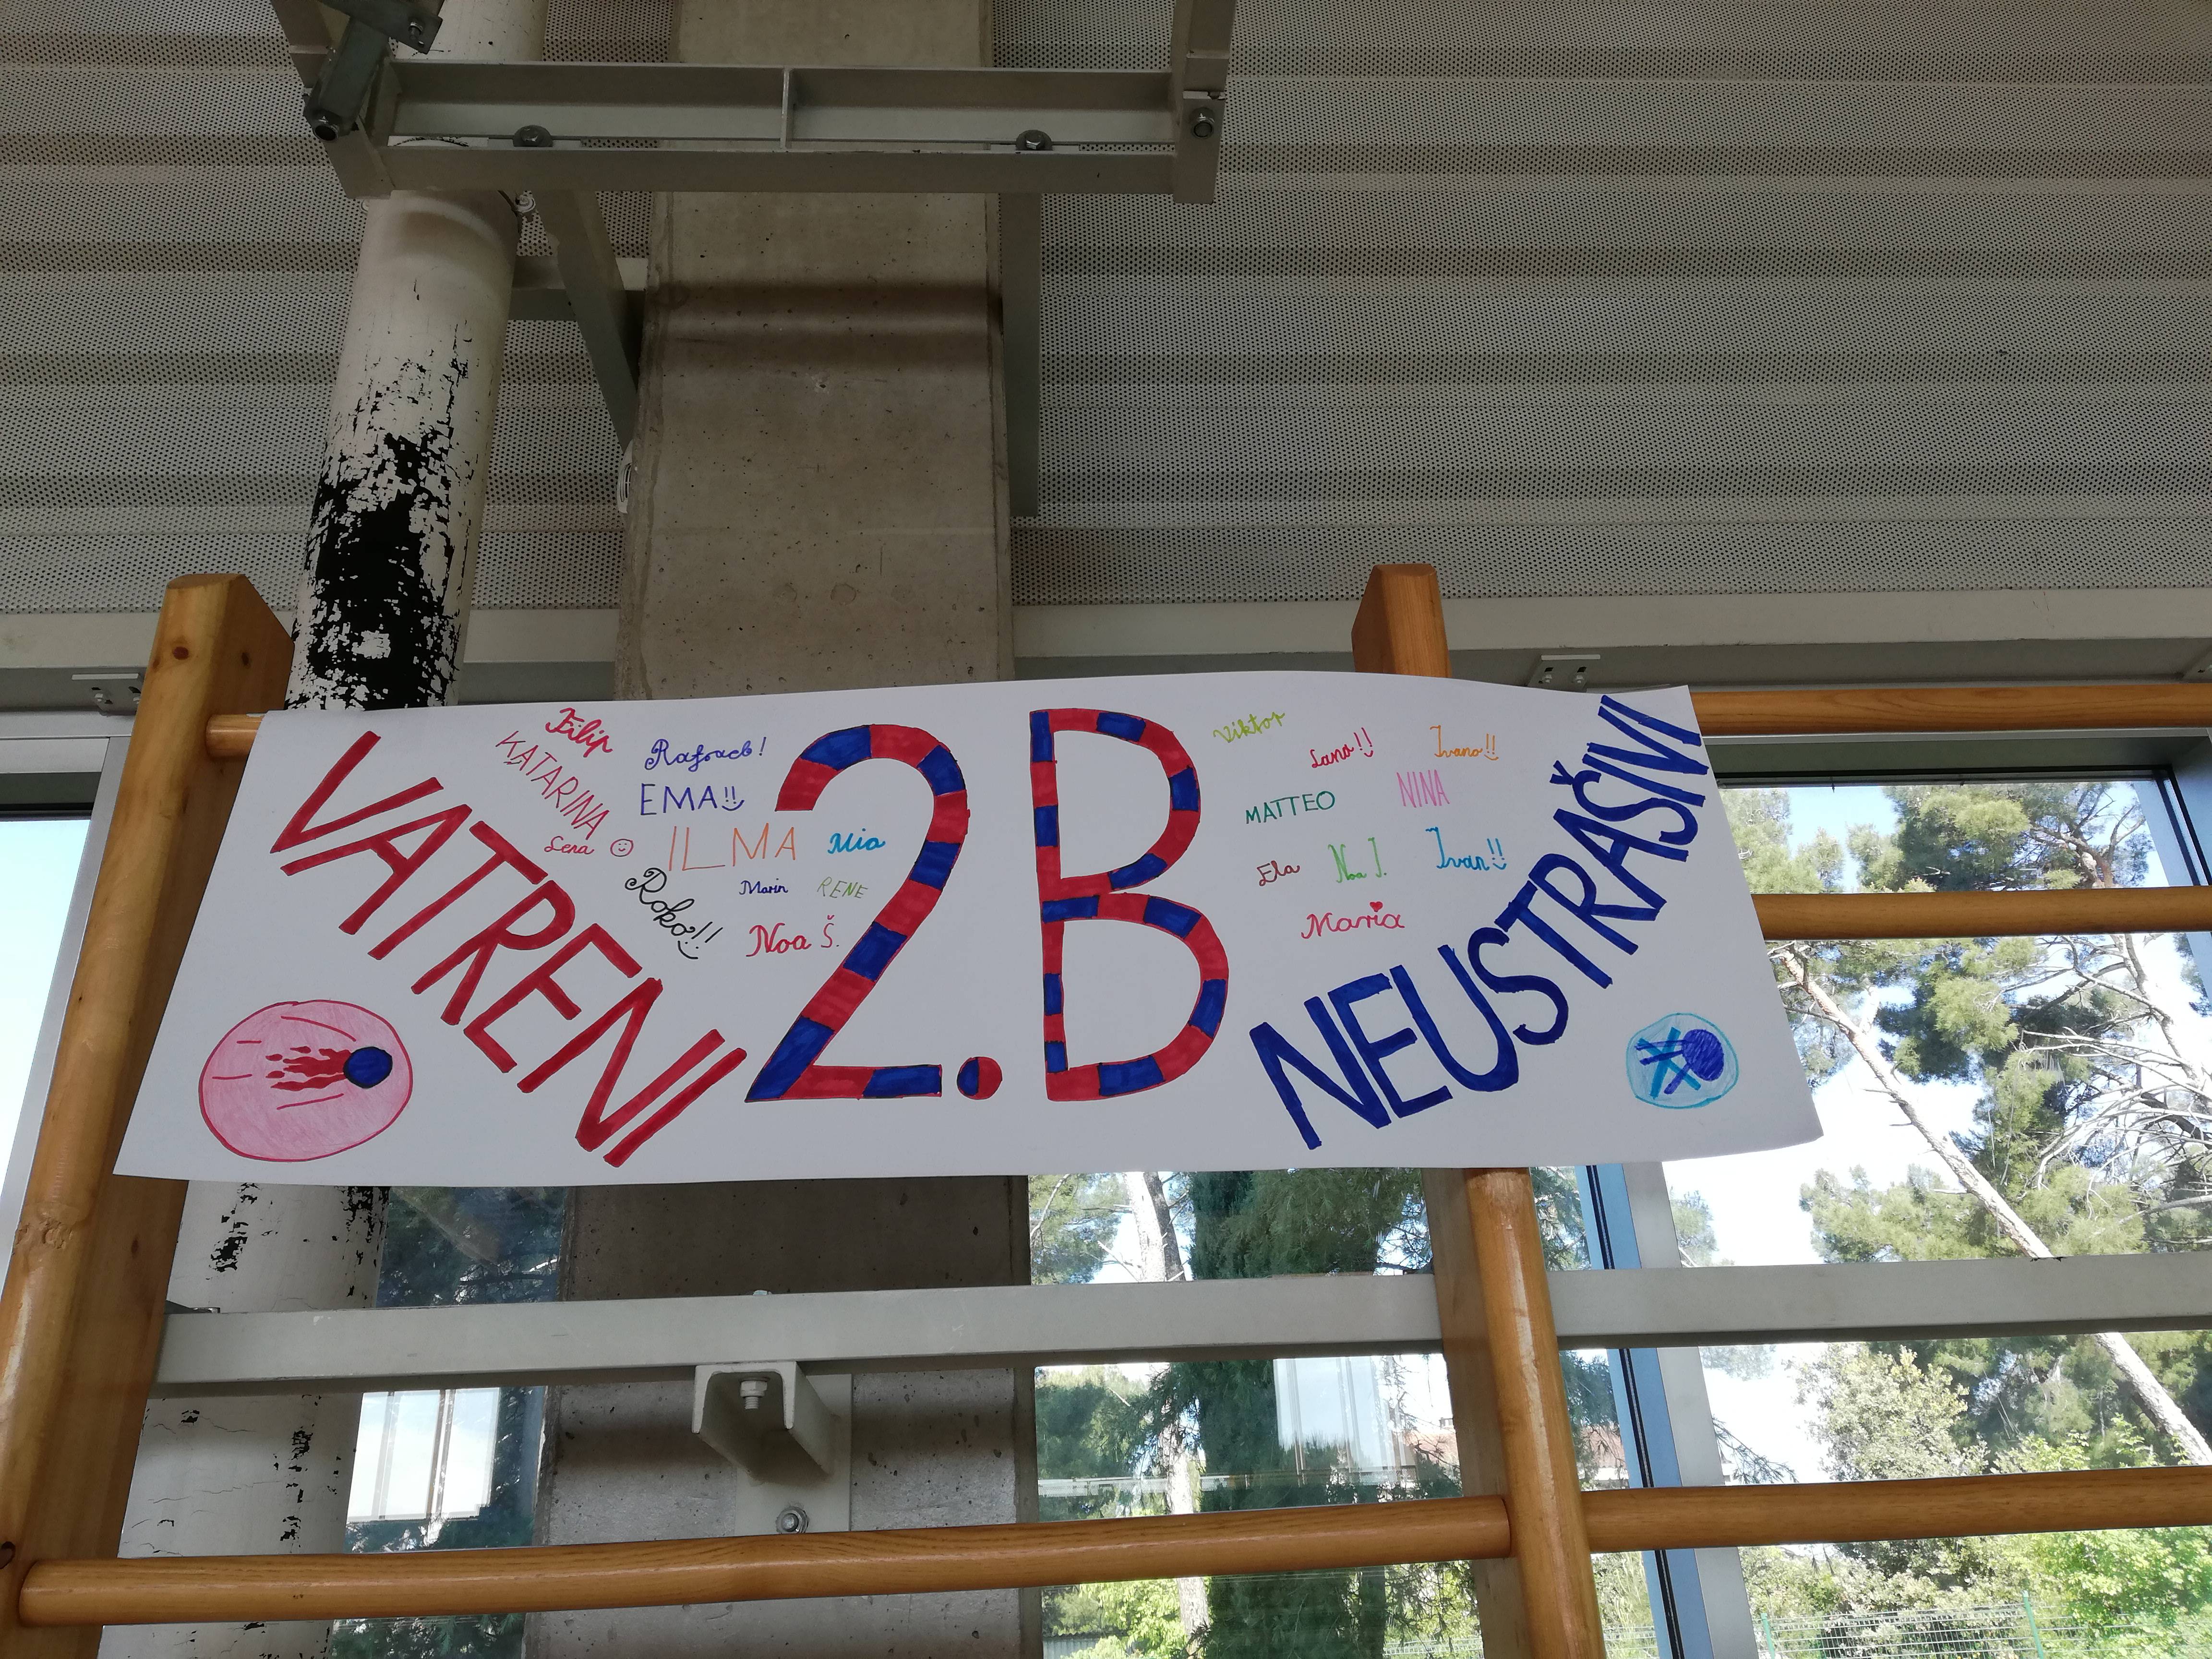 VATRENI
Filip
KATARINA
Lena
Rafael!
EMA!!
ILMA
Mia
Roko!!
Marin
RENE
Noa Š.
2.B
Viktor
Lana!!
Ivano!!
MATTEO
NINA
Ela
Noa J.
Ivan!!
Maria
NEUSTRAŠIVI